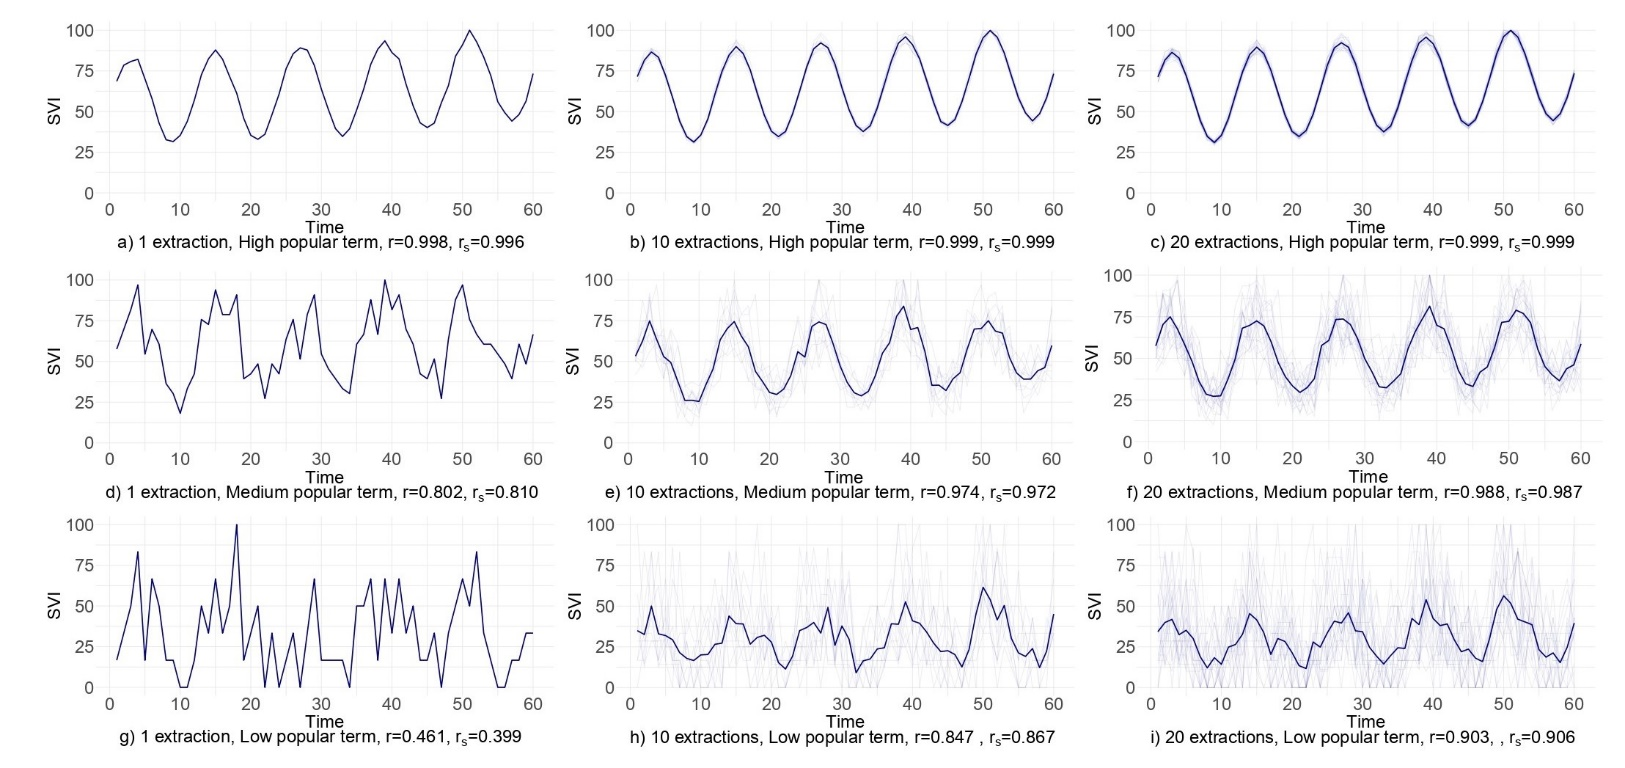 100
75
50
25
0
SVI
0 10 20 30 40 50 60
Time
a) 1 extraction, High popular term, r=0.998, rs=0.996
100
75
50
25
0
SVI
0 10 20 30 40 50 60
Time
b) 10 extractions, High popular term, r=0.999, rs=0.999
100
75
50
25
0
SVI
0 10 20 30 40 50 60
Time
c) 20 extractions, High popular term, r=0.999, rs=0.999
100
75
50
25
0
SVI
0 10 20 30 40 50 60
Time
d) 1 extraction, Medium popular term, r=0.802, rs=0.810
100
75
50
25
0
SVI
0 10 20 30 40 50 60
Time
e) 10 extractions, Medium popular term, r=0.974, rs=0.972
100
75
50
25
0
SVI
0 10 20 30 40 50 60
Time
f) 20 extractions, Medium popular term, r=0.988, rs=0.987
100
75
50
25
0
SVI
0 10 20 30 40 50 60
Time
g) 1 extraction, Low popular term, r=0.461, rs=0.399
100
75
50
25
0
SVI
0 10 20 30 40 50 60
Time
h) 10 extractions, Low popular term, r=0.847 , rs=0.867
100
75
50
25
0
SVI
0 10 20 30 40 50 60
Time
i) 20 extractions, Low popular term, r=0.903, , rs=0.906